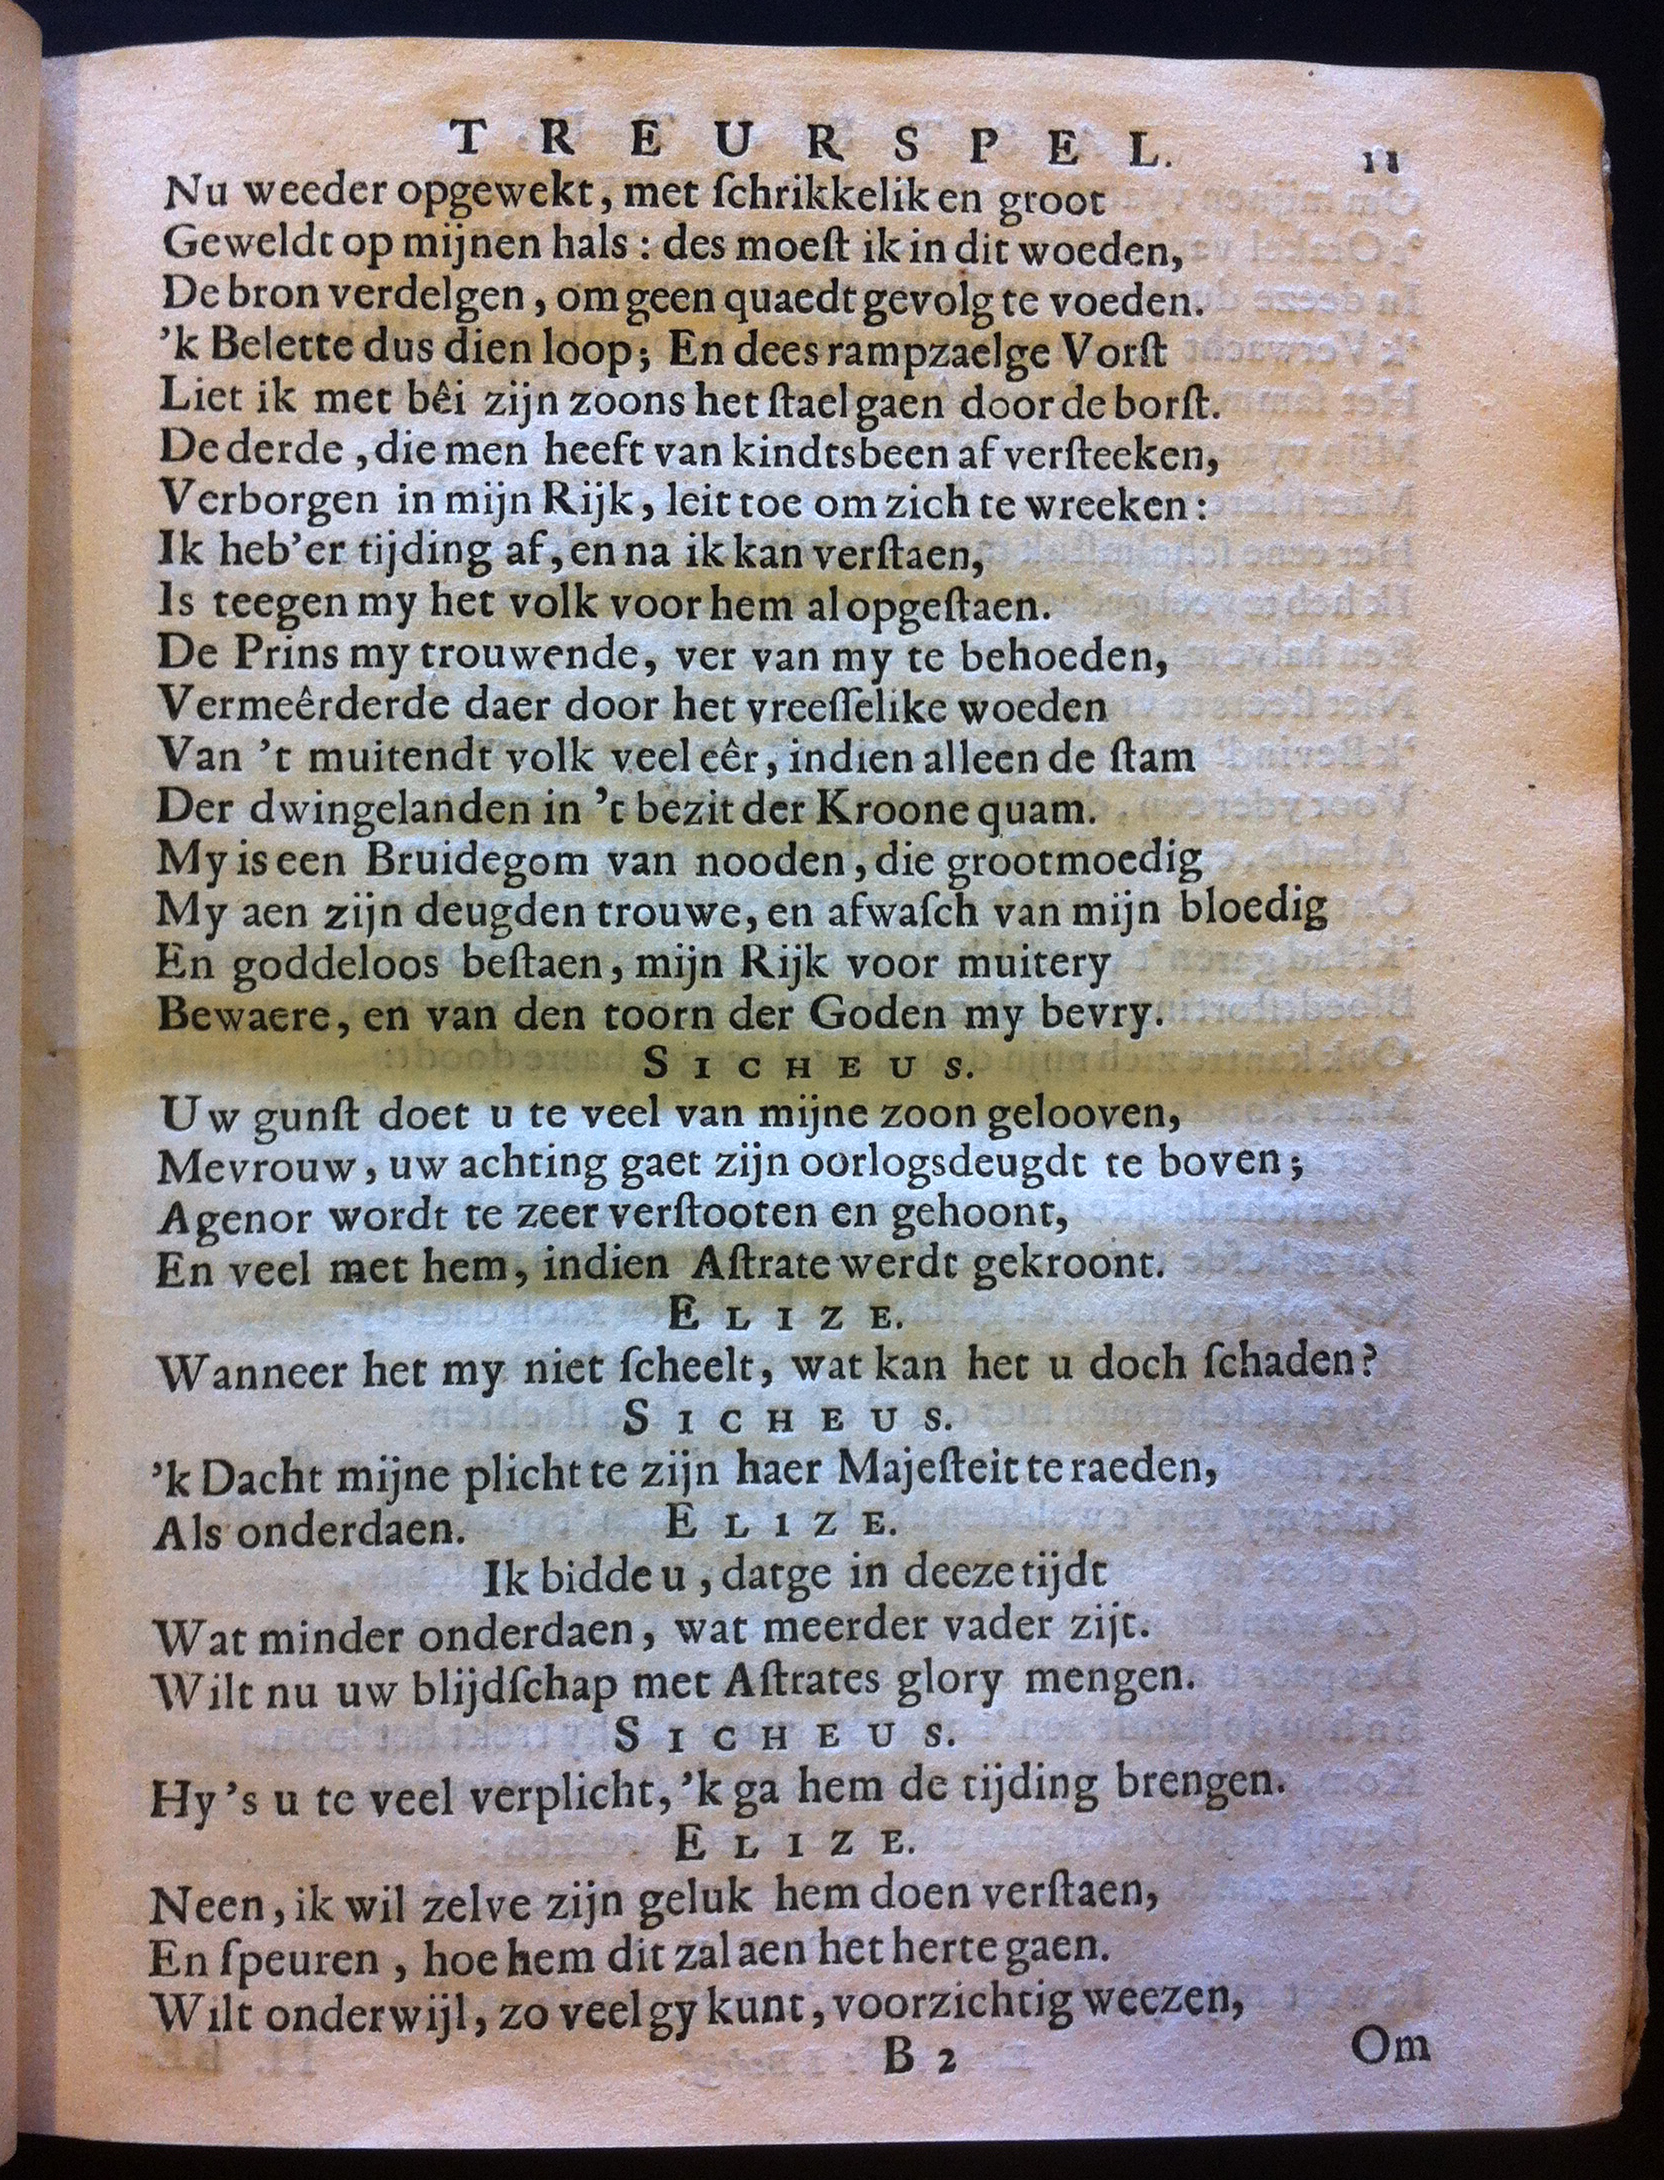 TREURSPEL. 11
Nu weeder opgewekt, met ſchrikkelik en groot
Geweldt op mijnen hals: des moeſt ik in dit woeden,
De bron verdelgen, om geen quaedt gevolg te voeden.
'k Belette dus dien loop; En dees rampzaelge Vorſt
Liet ik met bêi zijn zoons het ſtael gaen door de borſt.
De derde, die men heeft van kindtsbeen af verſteeken,
Verborgen in mijn Rijk, leit toe om zich te wreeken:
Ik heb'er tijding af, en na ik kan verſtaen,
Is teegen my het volk voor hem al opgeſtaen.
De Prins my trouwende, ver van my te behoeden,
Vermeêrderde daer door het vreeſſelike woeden
Van 't muitendt volk veel eêr, indien alleen de ſtam
Der dwingelanden in 't bezit der Kroone quam.
My is een Bruidegom van nooden, die grootmoedig
My aen zijn deugden trouwe, en afwaſch van mijn bloedig
En goddeloos beſtaen, mijn Rijk voor muitery
Bewaere, en van den toorn der Goden my bevry.
SICHEUS.
Uw gunſt doet u te veel van mijne zoon gelooven,
Mevrouw, uw achting gaet zijn oorlogsdeugdt te boven;
Agenor wordt te zeer verſtooten en gehoont,
En veel met hem, indien Aſtrate werdt gekroont.
ELIZE.
Wanneer het my niet ſcheelt, wat kan het u doch ſchaden?
SICHEUS.
'k Dacht mijne plicht te zijn haer Majeſteit te raeden,
Als onderdaen. ELIZE.
Ik bidde u, datge in deeze tijdt
Wat minder onderdaen, wat meerder vader zijt.
Wilt nu uw blijdſchap met Aſtrates glory mengen.
SICHEUS.
Hy's u te veel verplicht, 'k ga hem de tijding brengen.
ELIZE.
Neen, ik wil zelve zijn geluk hem doen verſtaen,
En ſpeuren, hoe hem dit zal aen het herte gaen.
Wilt onderwijl, zo veel gy kunt, voorzichtig weezen,
B 2 Om